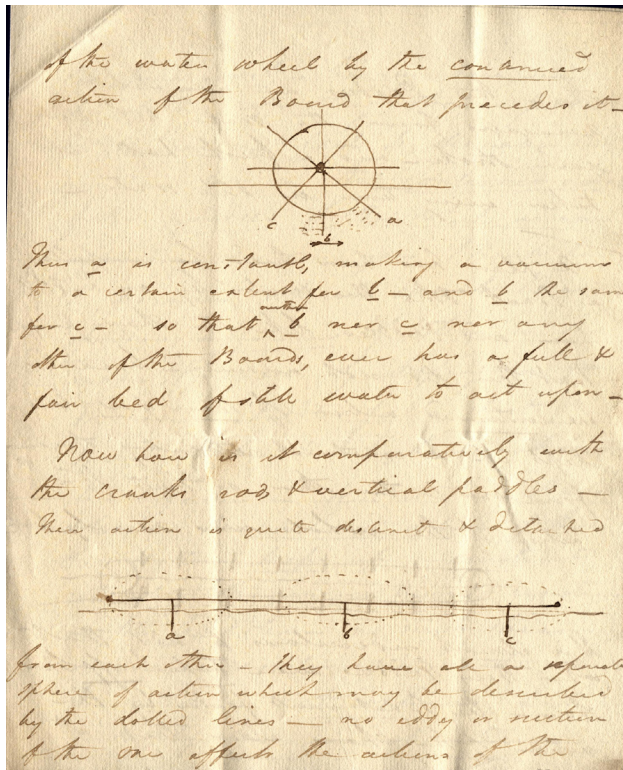 of the water wheel by the continued
action of the Board that precedes it —
c a
b
Thus a is constantly making a vacuum
to a certain extent for b — and b the same
for c — so that neither b nor c nor any
other of the Boards, ever has a full &
fair bed of still water to act upon —
Now how is it comparatively with
the cranks rods & vertical paddles —
Their action is quite distinct & detached
a b c
from each other — they have all a separate
sphere of action which may be described
by the dotted lines — no eddy or suction
of the one affects the actions of the